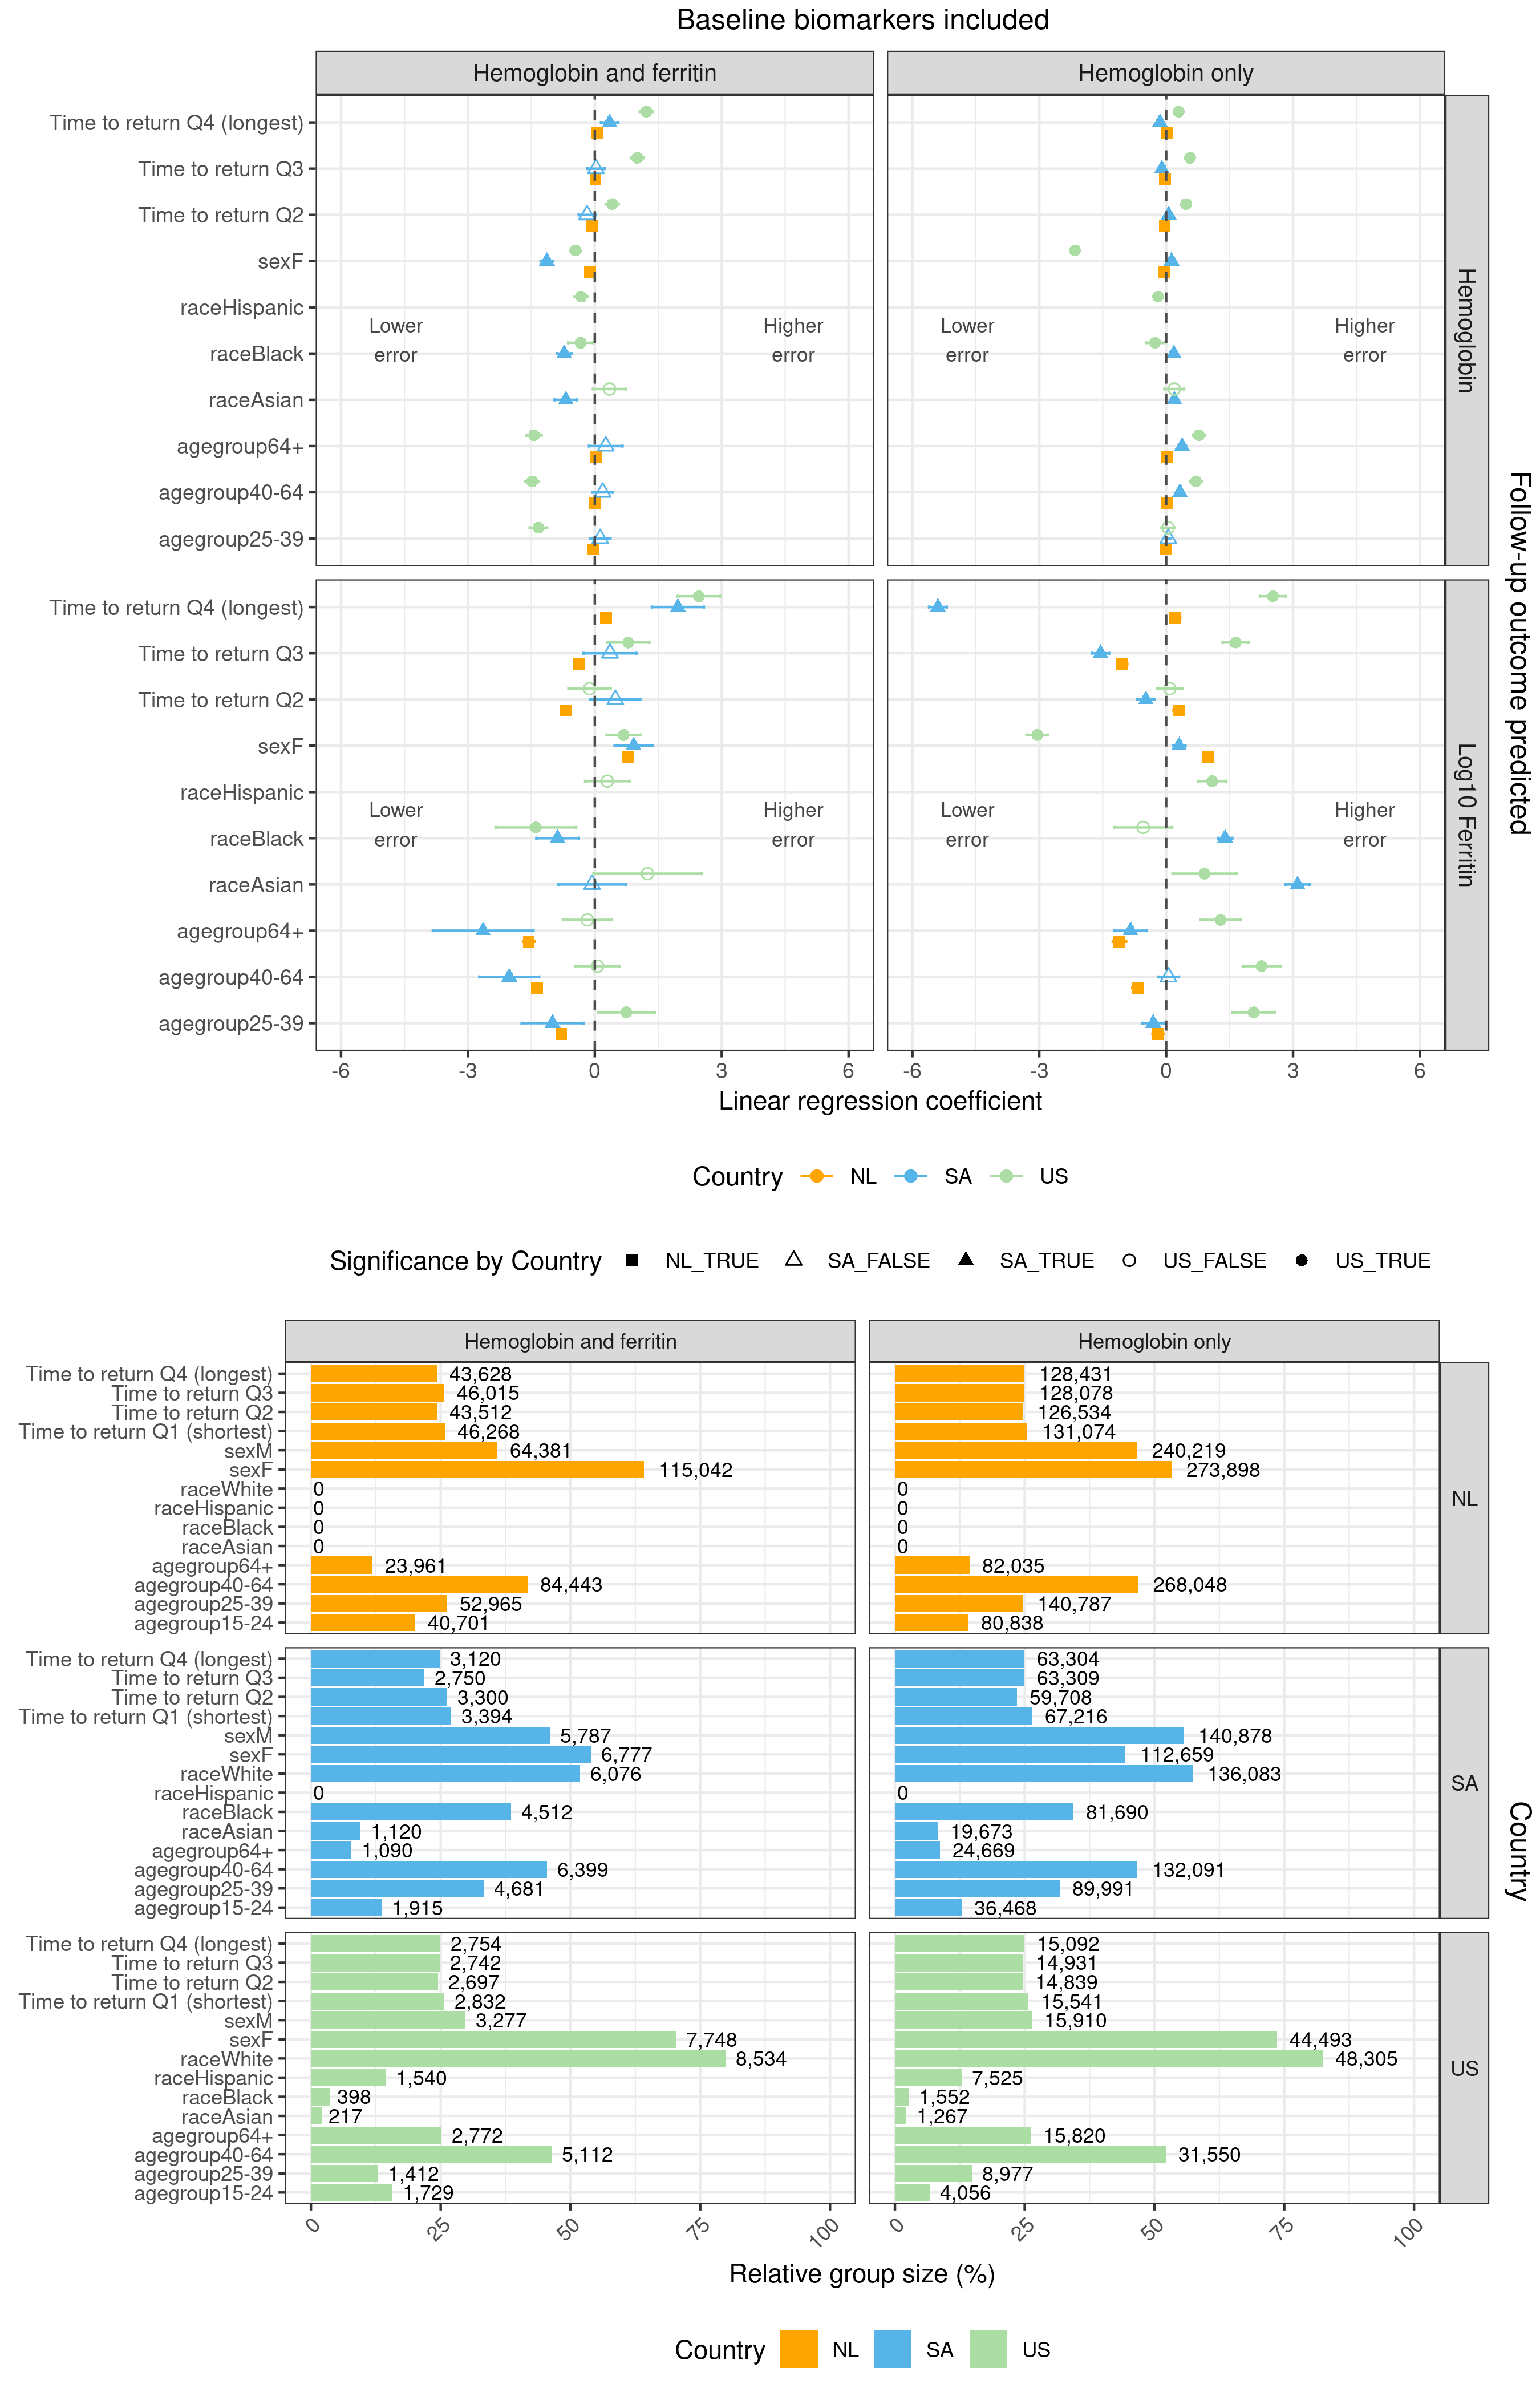 Baseline biomarkers included
Hemoglobin and ferritin
Hemoglobin only
Time to return Q4 (longest)
Time to return Q3
Time to return Q2
sexF
raceHispanic
raceBlack
raceAsian
agegroup64+
agegroup40-64
agegroup25-39
Lower
error
Higher
error
Lower
error
Higher
error
Hemoglobin
Time to return Q4 (longest)
Time to return Q3
Time to return Q2
sexF
raceHispanic
raceBlack
raceAsian
agegroup64+
agegroup40-64
agegroup25-39
Lower
error
Higher
error
Lower
error
Higher
error
Log10 Ferritin
Follow-up outcome predicted
-6 -3 0 3 6
-6 -3 0 3 6
Linear regression coefficient
Country NL SA US
Significance by Country NL_TRUE SA_FALSE SA_TRUE US_FALSE US_TRUE
Hemoglobin and ferritin
Hemoglobin only
Time to return Q4 (longest) 43,628 128,431
Time to return Q3 46,015 128,078
Time to return Q2 43,512 126,534
Time to return Q1 (shortest) 46,268 131,074
sexM 64,381 240,219
sexF 115,042 273,898
raceWhite 0 0
raceHispanic 0 0
raceBlack 0 0
raceAsian 0 0
agegroup64+ 23,961 82,035
agegroup40-64 84,443 268,048
agegroup25-39 52,965 140,787
agegroup15-24 40,701 80,838
NL
Time to return Q4 (longest) 3,120 63,304
Time to return Q3 2,750 63,309
Time to return Q2 3,300 59,708
Time to return Q1 (shortest) 3,394 67,216
sexM 5,787 140,878
sexF 6,777 112,659
raceWhite 6,076 136,083
raceHispanic 0 0
raceBlack 4,512 81,690
raceAsian 1,120 19,673
agegroup64+ 1,090 24,669
agegroup40-64 6,399 132,091
agegroup25-39 4,681 89,991
agegroup15-24 1,915 36,468
SA
Time to return Q4 (longest) 2,754 15,092
Time to return Q3 2,742 14,931
Time to return Q2 2,697 14,839
Time to return Q1 (shortest) 2,832 15,541
sexM 3,277 15,910
sexF 7,748 44,493
raceWhite 8,534 48,305
raceHispanic 1,540 7,525
raceBlack 398 1,552
raceAsian 217 1,267
agegroup64+ 2,772 15,820
agegroup40-64 5,112 31,550
agegroup25-39 1,412 8,977
agegroup15-24 1,729 4,056
US
Country
0 25 50 75 100
0 25 50 75 100
Relative group size (%)
Country NL SA US